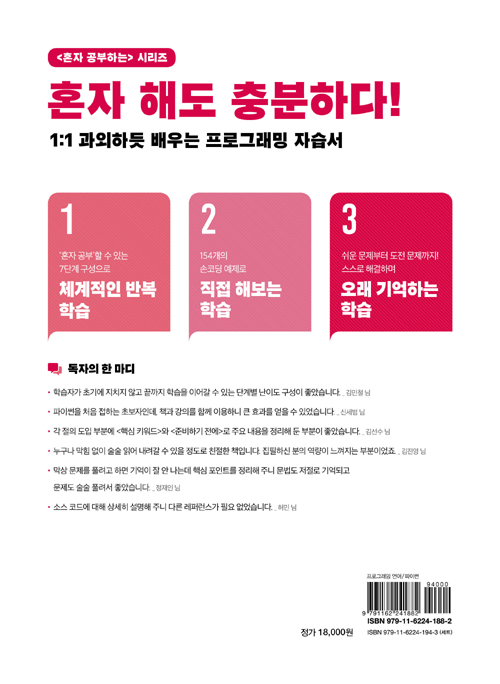 <혼자 공부하는> 시리즈
혼자 해도 충분하다!
1:1 과외하듯 배우는 프로그래밍 자습서
1
'혼자 공부'할 수 있는
7단계 구성으로
체계적인 반복
학습
2
154개의
손코딩 예제로
직접 해보는
학습
3
쉬운 문제부터 도전 문제까지!
스스로 해결하며
오래 기억하는
학습
독자의 한 마디
• 학습자가 초기에 지치지 않고 끝까지 학습을 이어갈 수 있는 단계별 난이도 구성이 좋았습니다. _ 김민철 님
• 파이썬을 처음 접하는 초보자인데, 책과 강의를 함께 이용하니 큰 효과를 얻을 수 있었습니다. _ 신세범 님
• 각 절의 도입 부분에 <핵심 키워드>와 <준비하기 전에>로 주요 내용을 정리해 둔 부분이 좋았습니다. _ 김선수 님
• 누구나 막힘 없이 술술 읽어 내려갈 수 있을 정도로 친절한 책입니다. 집필하신 분의 역량이 느껴지는 부분이었죠. _ 김진영 님
• 막상 문제를 풀려고 하면 기억이 잘 안 나는데 핵심 포인트를 정리해 주니 문법도 저절로 기억되고
문제도 술술 풀려서 좋았습니다. _ 정재민 님
• 소스 코드에 대해 상세히 설명해 주니 다른 레퍼런스가 필요 없었습니다. _ 허민 님
프로그래밍 언어/파이썬
94000
9 791162 241882
ISBN 979-11-6224-188-2
정가 18,000원
ISBN 979-11-6224-194-3 (세트)